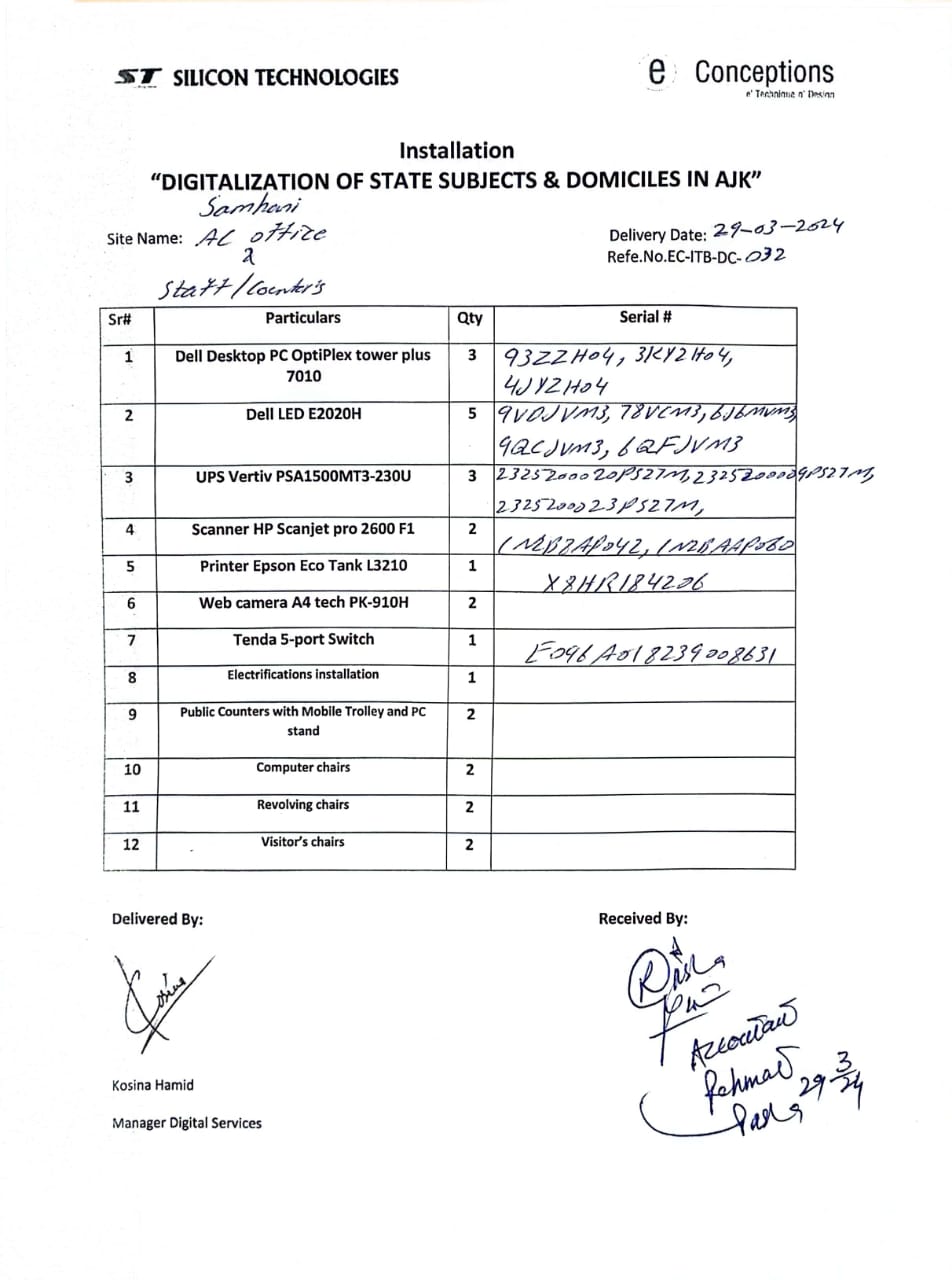 ST SILICON TECHNOLOGIES
e Conceptions
e' Technique n' Design
Installation
“DIGITALIZATION OF STATE SUBJECTS & DOMICILES IN AJK”
Samhani
Site Name: AC office
&
Staff/Counter's
Delivery Date: 29-03-2024
Refe.No.EC-ITB-DC-032
Sr# Particulars Qty Serial #
1 Dell Desktop PC OptiPlex tower plus 7010 3 93ZZH04, 3KY2H04,
4JYZH04
2 Dell LED E2020H 5 9VDJVM3, 78VCM3, 6J6MVM3
9QCJVM3, 6QFJVM3
3 UPS Vertiv PSA1500MT3-230U 3 2325200020PS27M, 2325200009PS27M,
2325200023PS27M,
4 Scanner HP Scanjet pro 2600 F1 2 CN2B3AP042, CN2BAAP080
5 Printer Epson Eco Tank L3210 1 X8HR184206
6 Web camera A4 tech PK-910H 2
7 Tenda 5-port Switch 1 E096A018239008631
8 Electrifications installation 1
9 Public Counters with Mobile Trolley and PC stand 2
10 Computer chairs 2
11 Revolving chairs 2
12 Visitor’s chairs 2
Delivered By:
Received By:
Kosina
Kosina Hamid
Manager Digital Services
Accountant
Rehmat
29-3/24